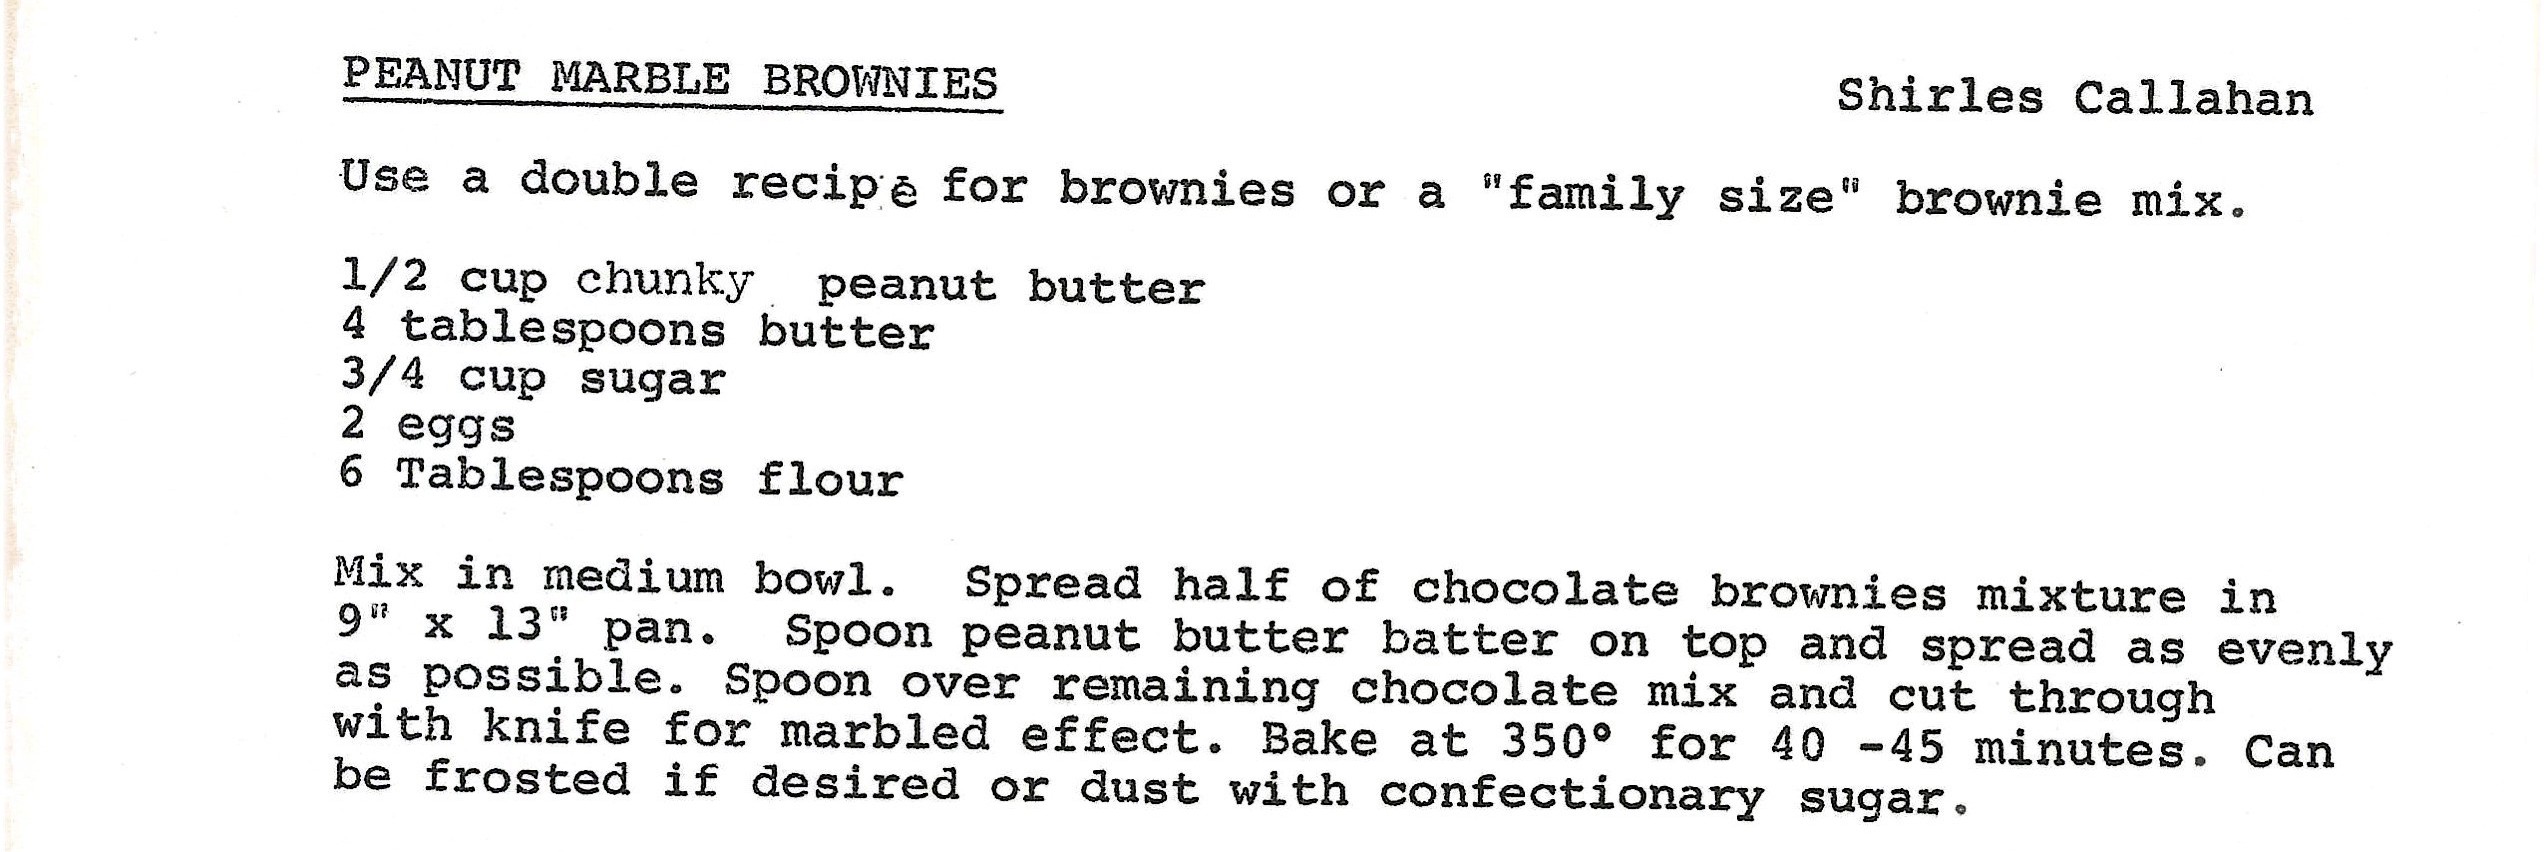 PEANUT MARBLE BROWNIES Shirles Callahan
Use a double recipe for brownies or a "family size" brownie mix.
1/2 cup chunky peanut butter
4 tablespoons butter
3/4 cup sugar
2 eggs
6 Tablespoons flour
Mix in medium bowl. Spread half of chocolate brownies mixture in
9" x 13" pan. Spoon peanut butter batter on top and spread as evenly
as possible. Spoon over remaining chocolate mix and cut through
with knife for marbled effect. Bake at 350° for 40 -45 minutes. Can
be frosted if desired or dust with confectionary sugar.